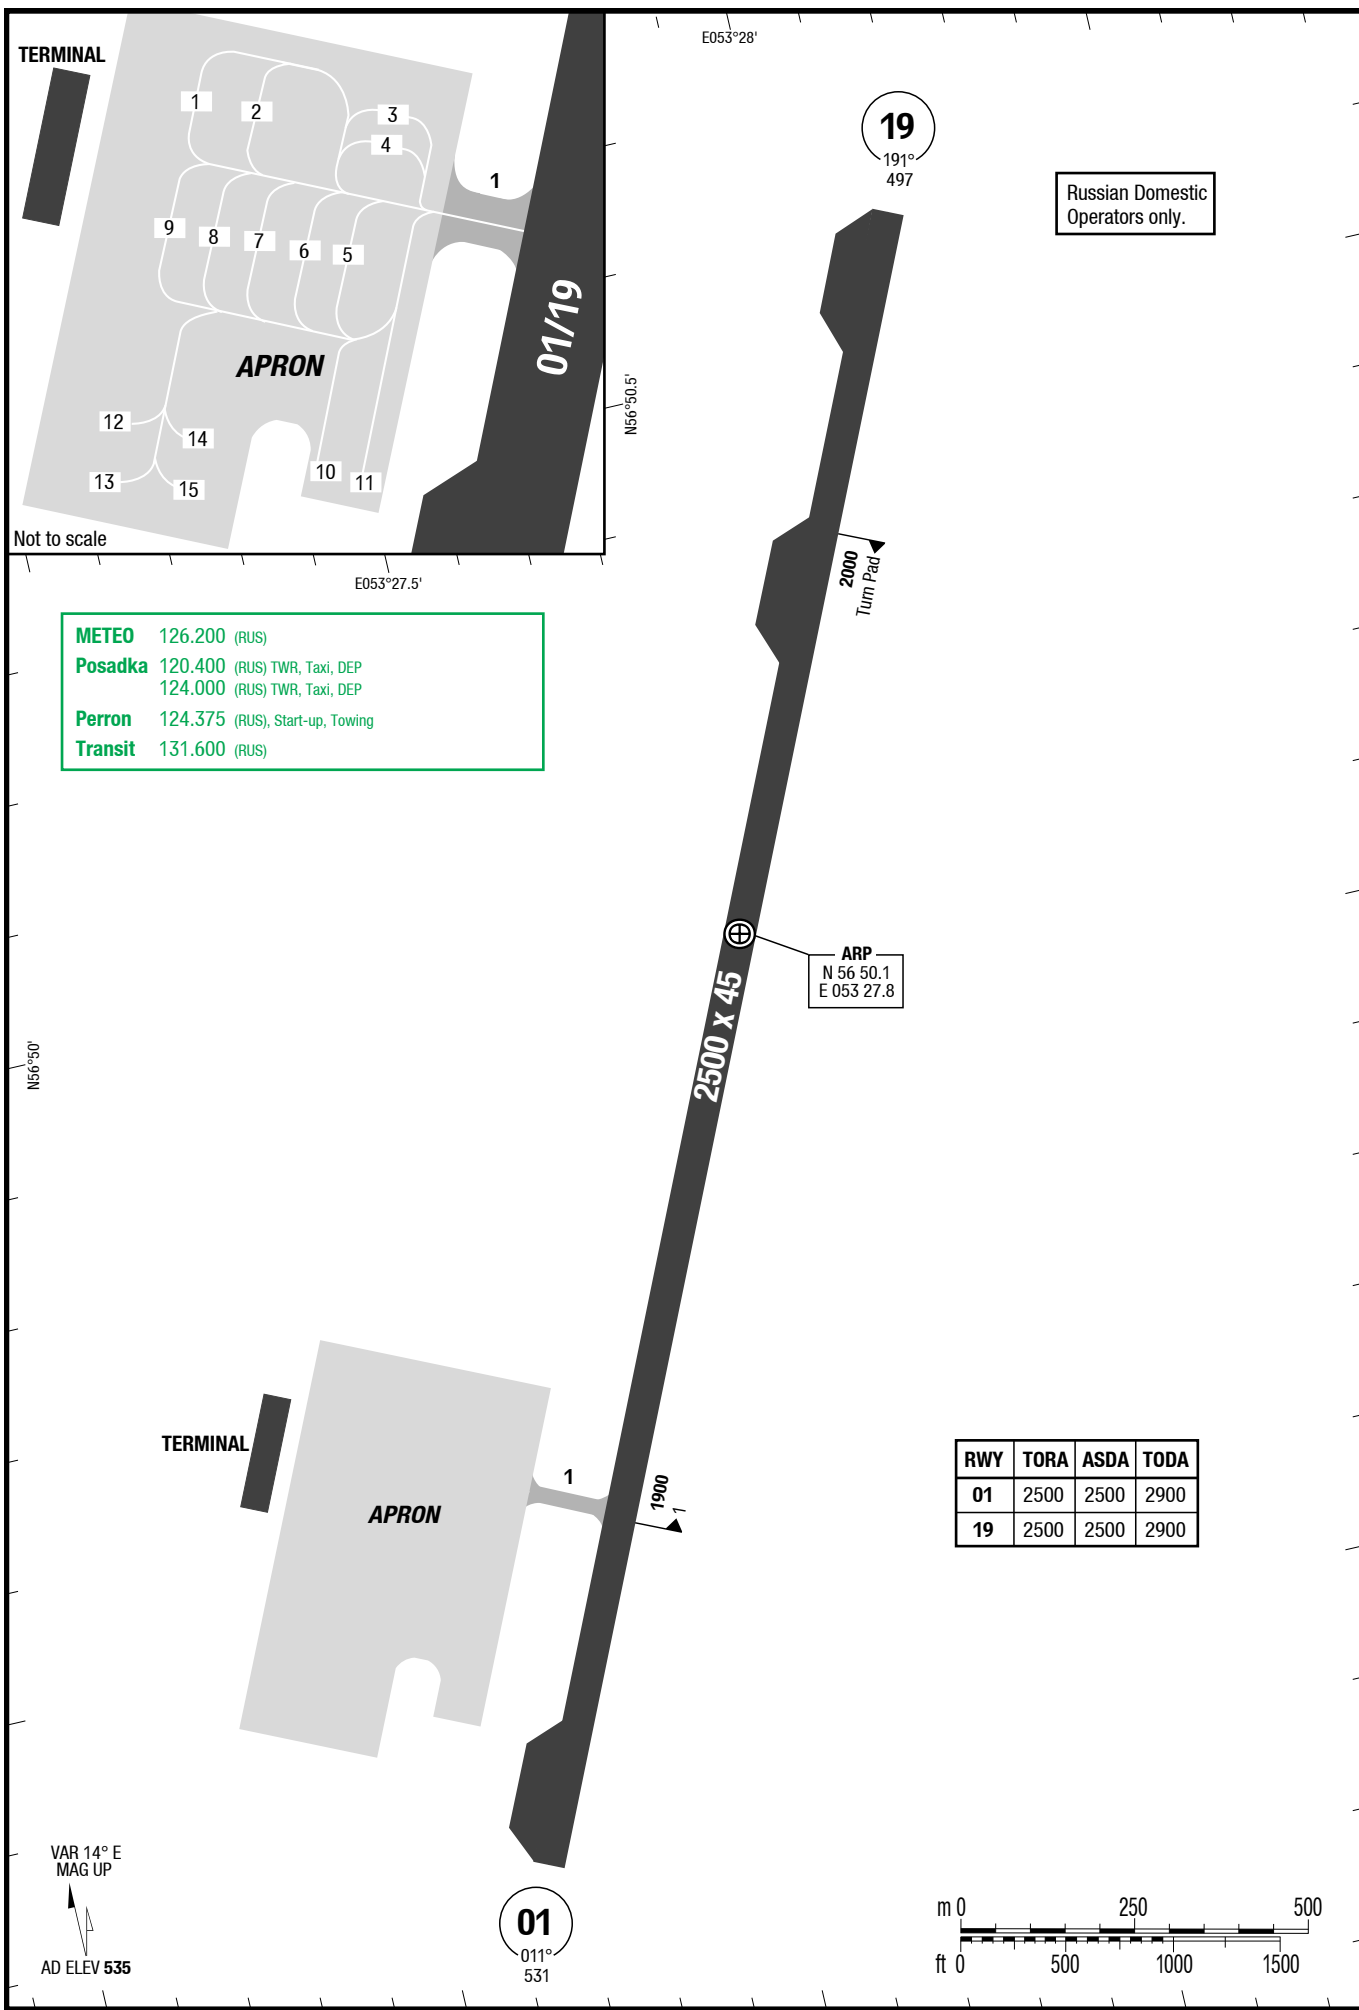 E053°28'
TERMINAL
1
2
3
4
1
9
8
7
6
5
01/19
APRON
12
14
13
15
10
11
Not to scale
19
191°
497
Russian Domestic
Operators only.
N56°50.5'
E053°27.5'
2000
Turn Pad
METEO 126.200 (RUS)
Posadka 120.400 (RUS) TWR, Taxi, DEP
124.000 (RUS) TWR, Taxi, DEP
Perron 124.375 (RUS), Start-up, Towing
Transit 131.600 (RUS)
ARP
N 56 50.1
E 053 27.8
2500 x 45
N56°50'
TERMINAL
APRON
1
1900
1
RWY TORA ASDA TODA
01 2500 2500 2900
19 2500 2500 2900
VAR 14° E
MAG UP
AD ELEV 535
01
011°
531
m 0 250 500
ft 0 500 1000 1500